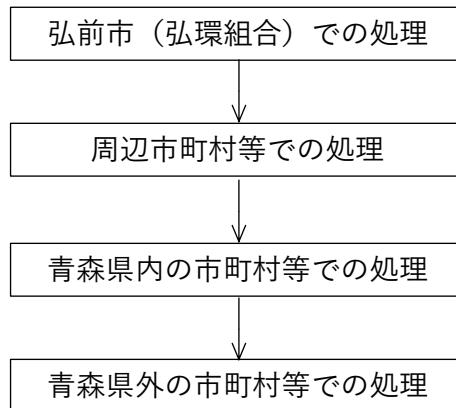 弘前市（弘環組合）での処理
周辺市町村等での処理
青森県内の市町村等での処理
青森県外の市町村等での処理